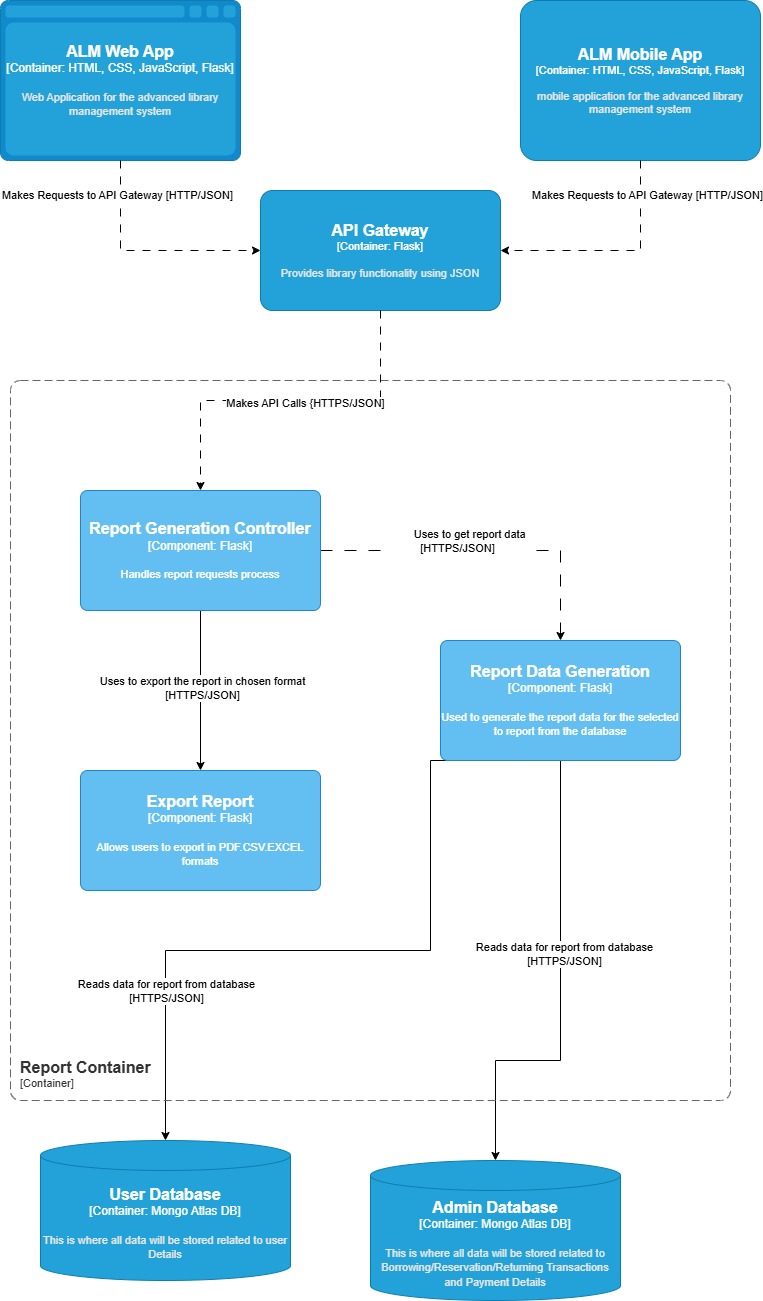 ALM Web App
[Container: HTML, CSS, JavaScript, Flask]
Web Application for the advanced library
management system
ALM Mobile App
[Container: HTML, CSS, JavaScript, Flask]
mobile application for the advanced library
management system
Makes Requests to API Gateway [HTTP/JSON]
Makes Requests to API Gateway [HTTP/JSON]
API Gateway
[Container: Flask]
Provides library functionality using JSON
Makes API Calls {HTTPS/JSON]
Report Generation Controller
[Component: Flask]
Handles report requests process
Uses to get report data
[HTTPS/JSON]
Report Data Generation
[Component: Flask]
Used to generate the report data for the selected
to report from the database
Uses to export the report in chosen format
[HTTPS/JSON]
Export Report
[Component: Flask]
Allows users to export in PDF.CSV.EXCEL
formats
Reads data for report from database
[HTTPS/JSON]
Reads data for report from database
[HTTPS/JSON]
Report Container
[Container]
User Database
[Container: Mongo Atlas DB]
This is where all data will be stored related to user
Details
Admin Database
[Container: Mongo Atlas DB]
This is where all data will be stored related to
Borrowing/Reservation/Returning Transactions
and Payment Details